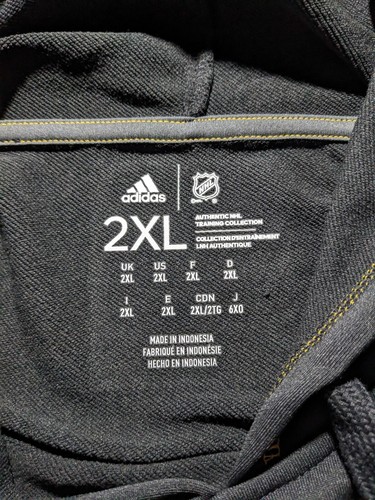 adidas
NHL
2XL
AUTHENTIC NHL
TRAINING COLLECTION
COLLECTION D'ENTRAÎNEMENT
LNH AUTHENTIQUE
UK US F D
2XL 2XL 2XL 2XL
I E CDN J
2XL 2XL 2XL/2TG 6XO
MADE IN INDONESIA
FABRIQUÉ EN INDONÉSIE
HECHO EN INDONESIA